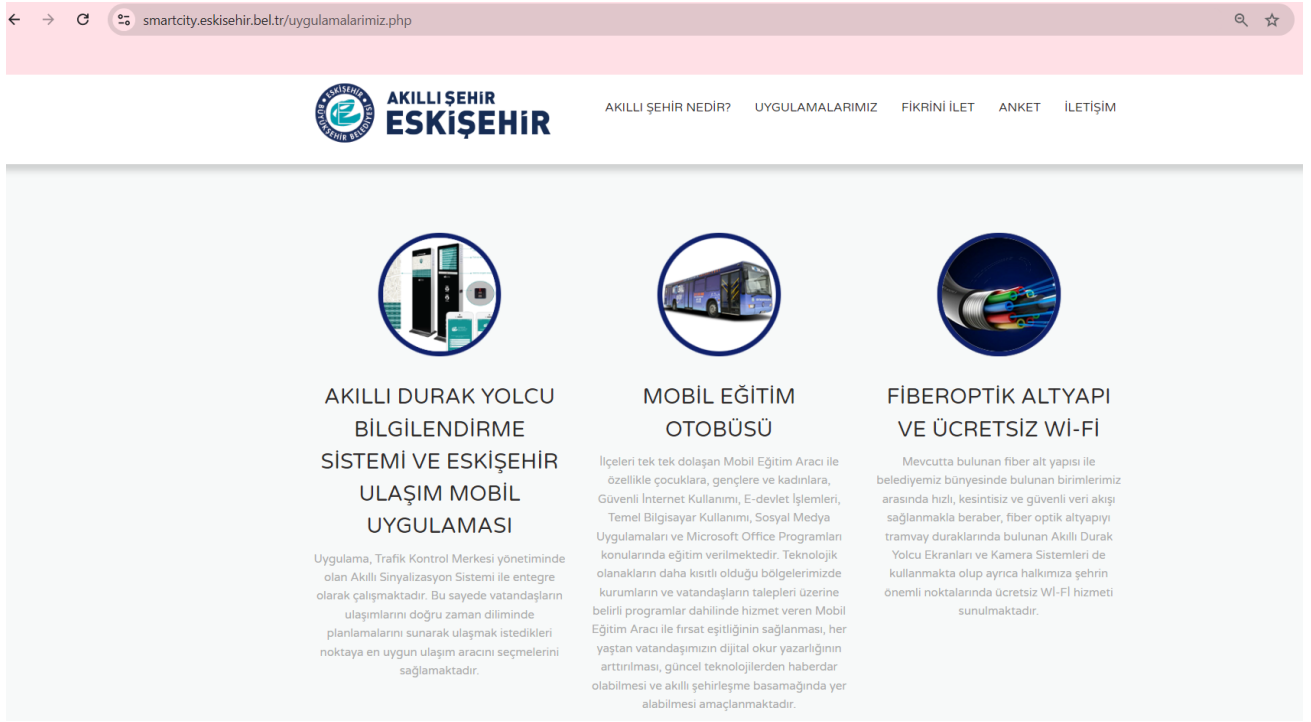 smartcity.eskisehir.bel.tr/uygulamalarimiz.php
ESKİŞEHİR
BÜYÜKŞEHİR BELEDİYESİ
AKILLI ŞEHİR
ESKİŞEHİR
AKILLI ŞEHİR NEDİR? UYGULAMALARIMIZ FİKRİNİ İLET ANKET İLETİŞİM
AKILLI DURAK YOLCU
BİLGİLENDİRME
SİSTEMİ VE ESKİŞEHİR
ULAŞIM MOBİL
UYGULAMASI
Uygulama, Trafik Kontrol Merkesi yönetiminde
olan Akıllı Sinyalizasyon Sistemi ile entegre
olarak çalışmaktadır. Bu sayede vatandaşların
ulaşımlarını doğru zaman diliminde
planlamalarını sunarak ulaşmak istedikleri
noktaya en uygun ulaşım aracını seçmelerini
sağlamaktadır.
MOBİL EĞİTİM
OTOBÜSÜ
İlçeleri tek tek dolaşan Mobil Eğitim Aracı ile
özellikle çocuklara, gençlere ve kadınlara,
Güvenli İnternet Kullanımı, E-devlet İşlemleri,
Temel Bilgisayar Kullanımı, Sosyal Medya
Uygulamaları ve Microsoft Office Programları
konularında eğitim verilmektedir. Teknolojik
olanakların daha kısıtlı olduğu bölgelerimizde
kurumların ve vatandaşların talepleri üzerine
belirli programlar dahilinde hizmet veren Mobil
Eğitim Aracı ile fırsat eşitliğinin sağlanması, her
yaştan vatandaşımızın dijital okur yazarlığının
arttırılması, güncel teknolojilerden haberdar
olabilmesi ve akıllı şehirleşme basamağında yer
alabilmesi amaçlanmaktadır.
FİBEROPTİK ALTYAPI
VE ÜCRETSİZ Wİ-Fİ
Mevcutta bulunan fiber alt yapısı ile
belediyemiz bünyesinde bulunan birimlerimiz
arasında hızlı, kesintisiz ve güvenli veri akışı
sağlanmakla beraber, fiber optik altyapıyı
tramvay duraklarında bulunan Akıllı Durak
Yolcu Ekranları ve Kamera Sistemleri de
kullanmakta olup ayrıca halkımıza şehrin
önemli noktalarında ücretsiz Wİ-Fİ hizmeti
sunulmaktadır.